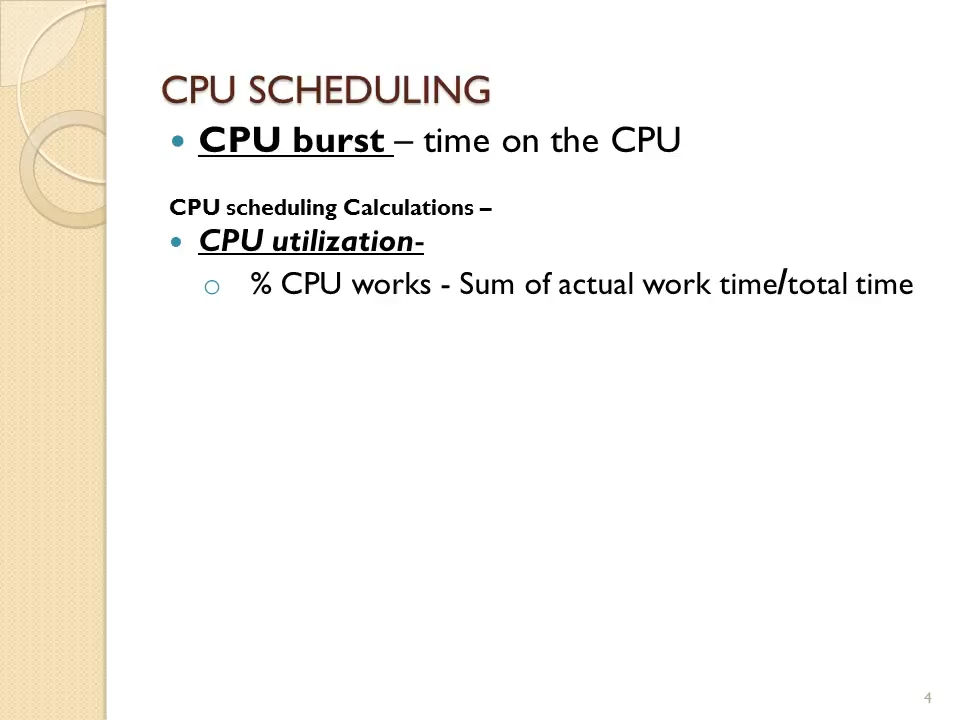 CPU SCHEDULING
• CPU burst – time on the CPU
CPU scheduling Calculations –
• CPU utilization-
o % CPU works - Sum of actual work time/total time
4